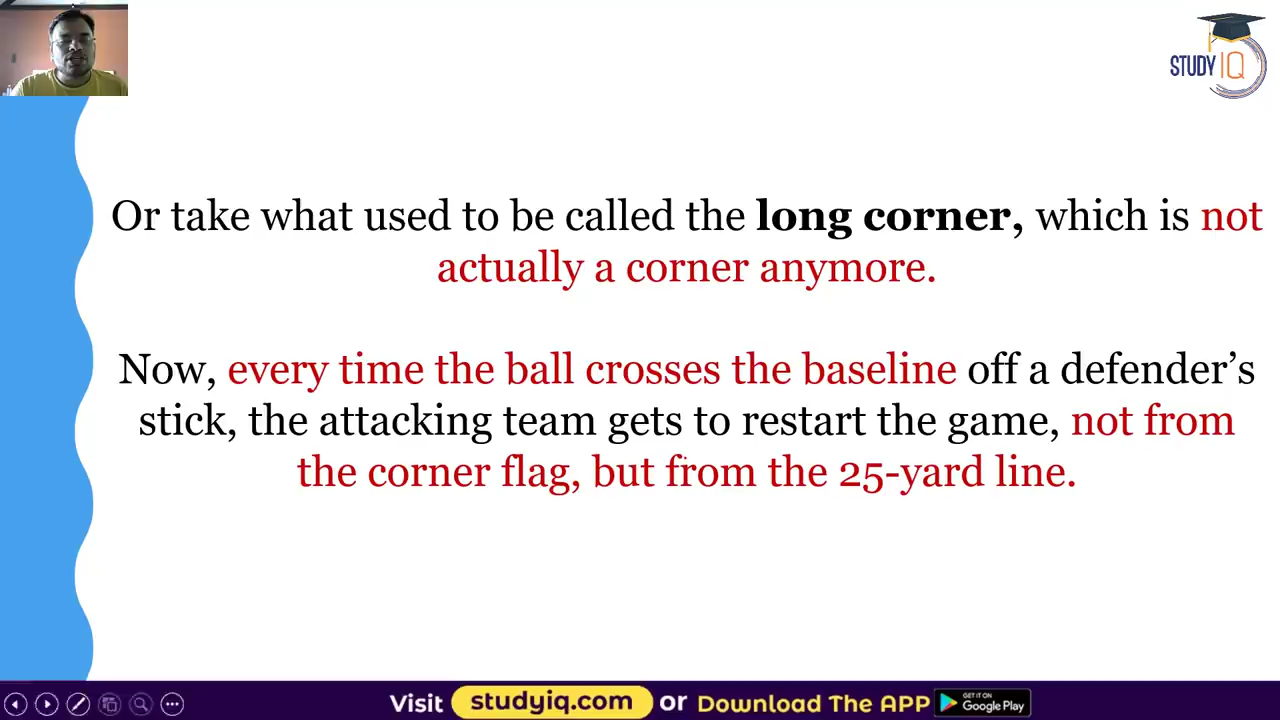 STUDY IQ
Or take what used to be called the long corner, which is not
actually a corner anymore.
Now, every time the ball crosses the baseline off a defender’s
stick, the attacking team gets to restart the game, not from
the corner flag, but from the 25-yard line.
Visit studyiq.com or Download The APP GET IT ON Google Play